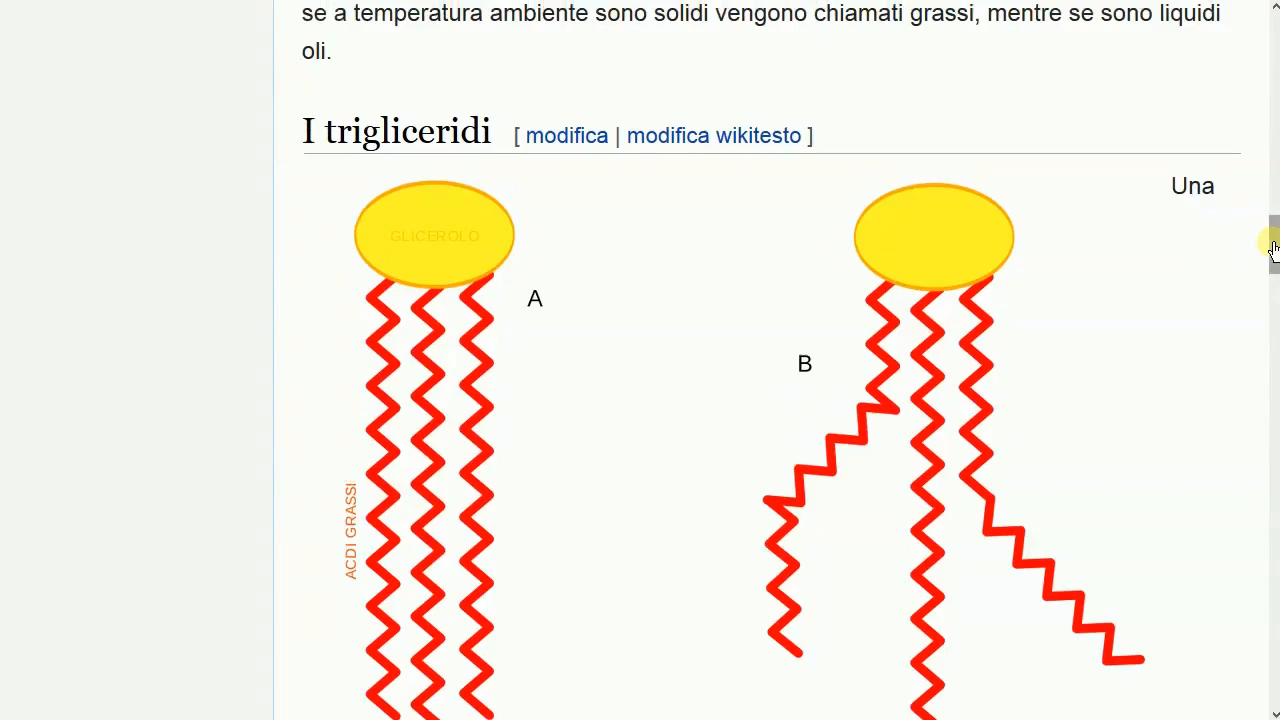 se a temperatura ambiente sono solidi vengono chiamati grassi, mentre se sono liquidi
oli.
I trigliceridi [ modifica | modifica wikitesto ]
Una
GLICEROLO
A
B
ACDI GRASSI